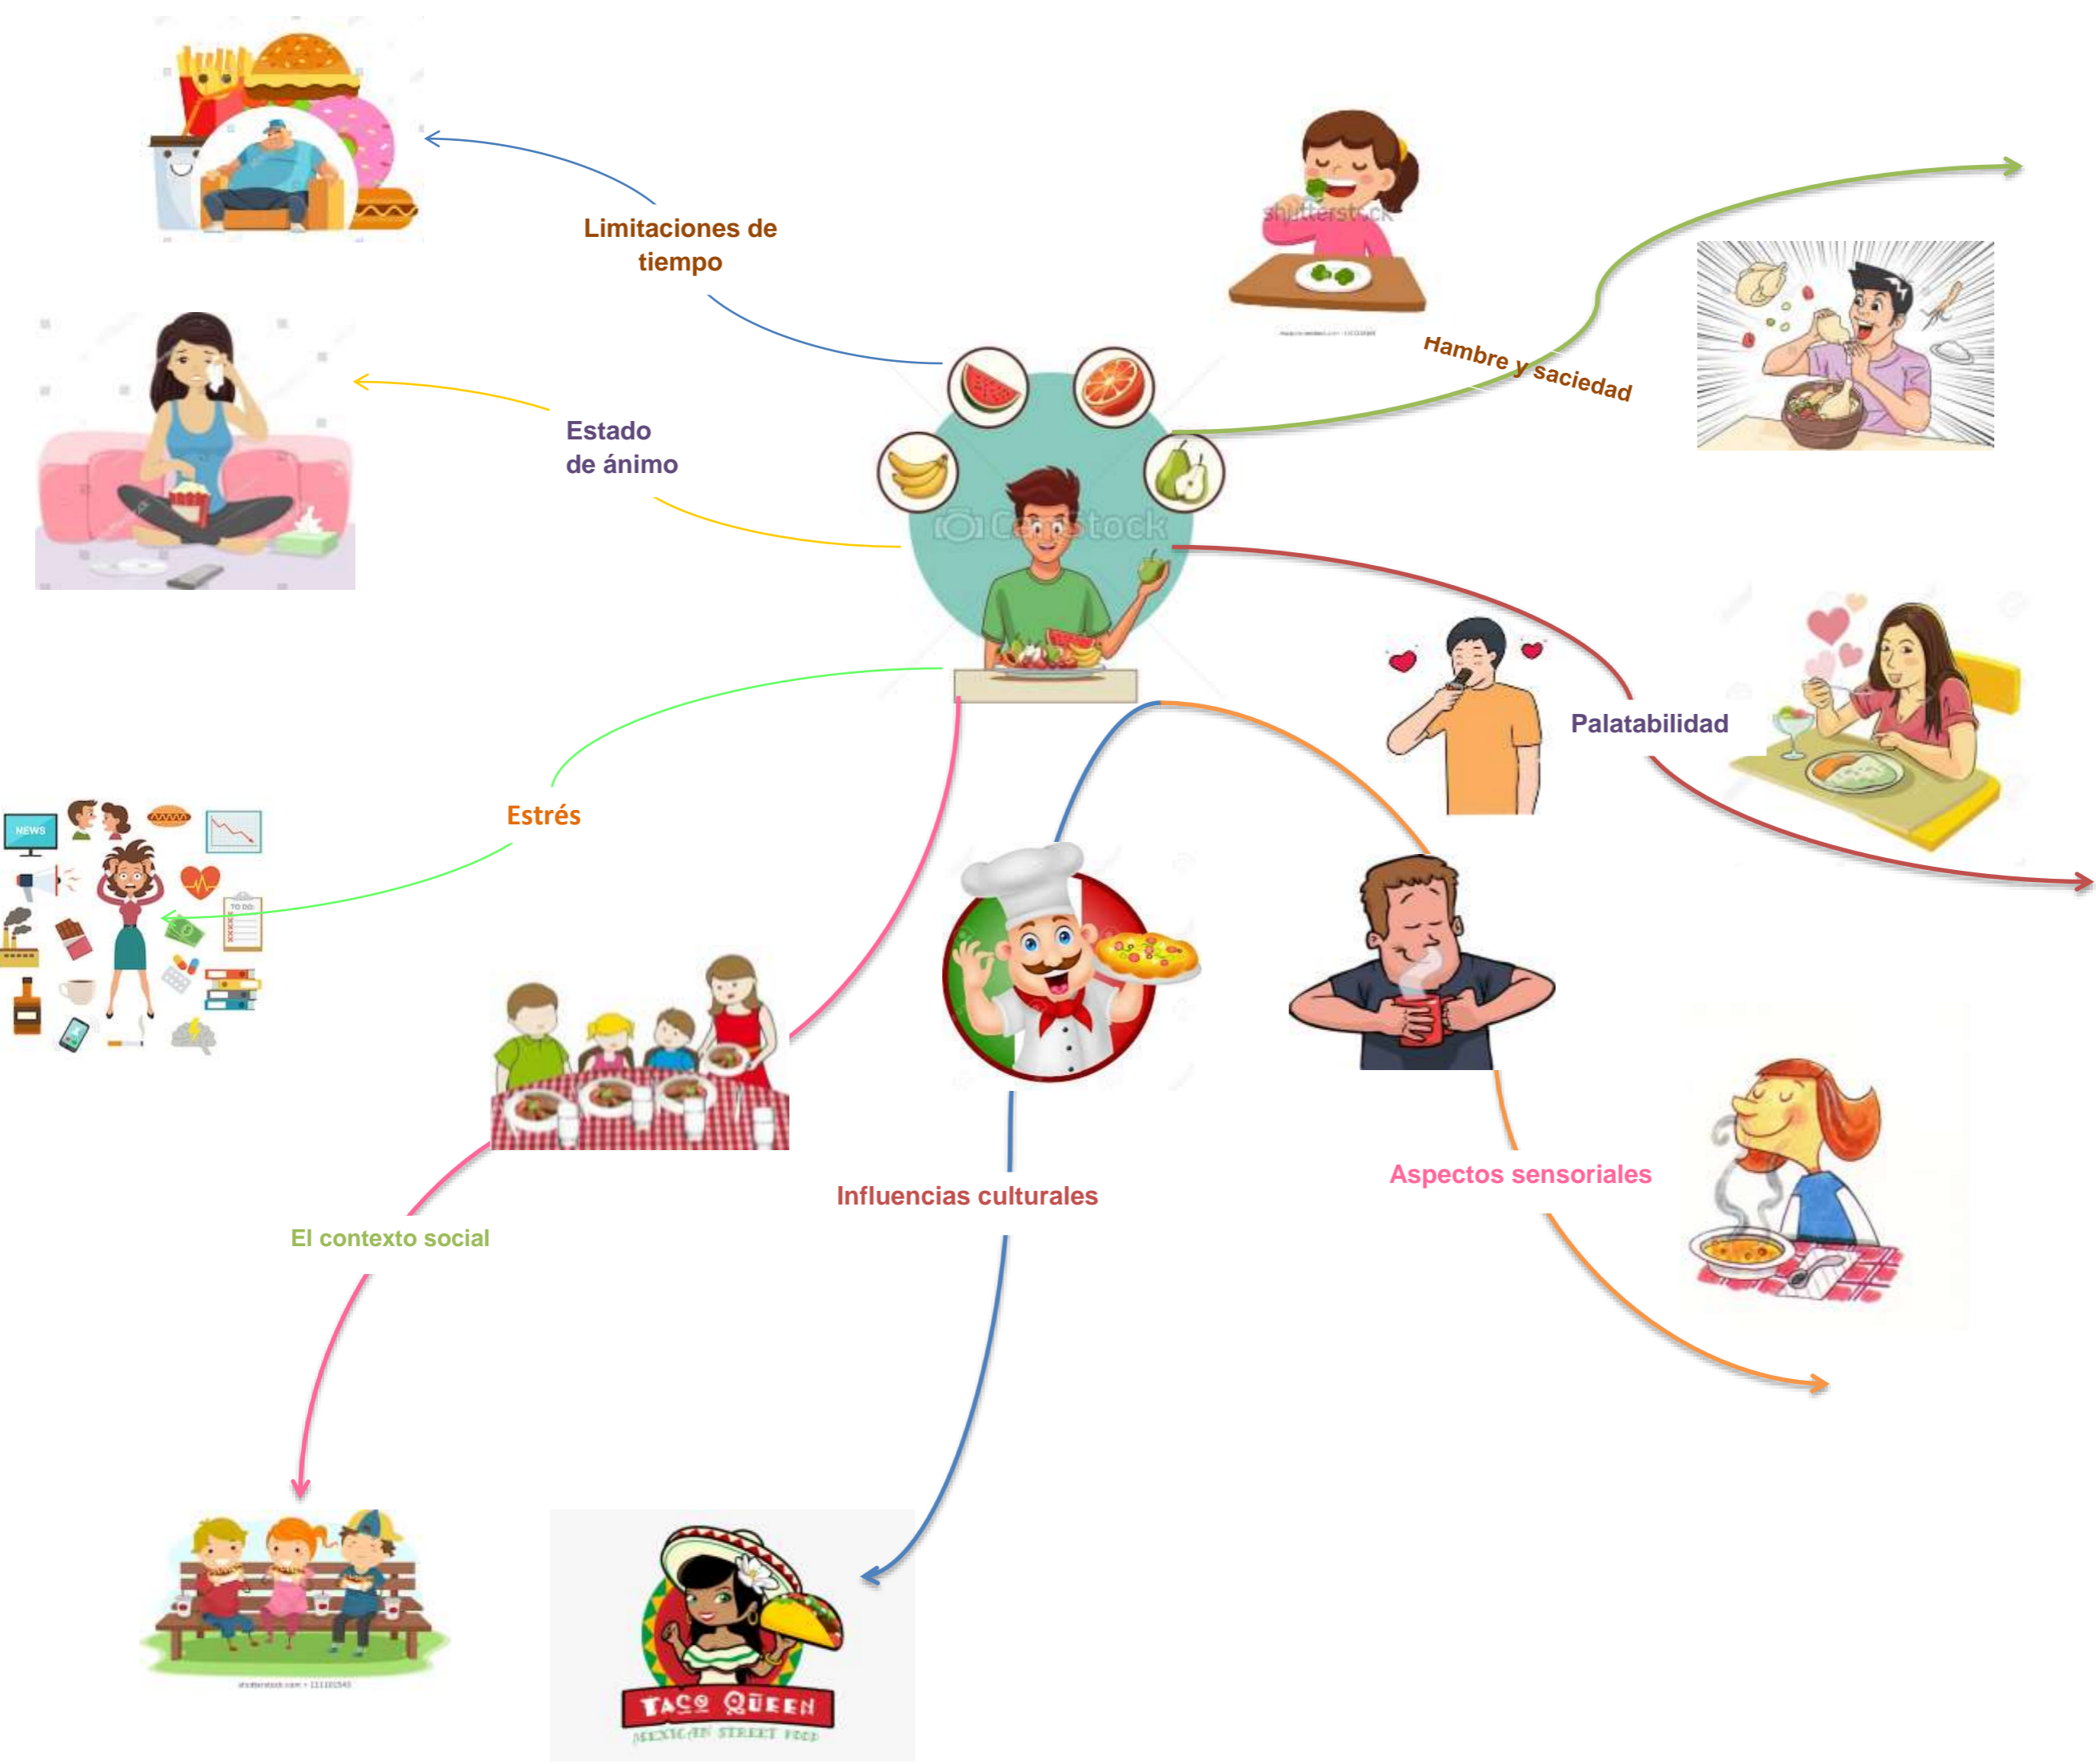 Limitaciones de
tiempo
shutterstock
Hambre y saciedad
Estado
de ánimo
Palatabilidad
Estrés
NEWS
TO DO:
Aspectos sensoriales
Influencias culturales
El contexto social
TACO QUEEN
MEXICAN STREET FOOD